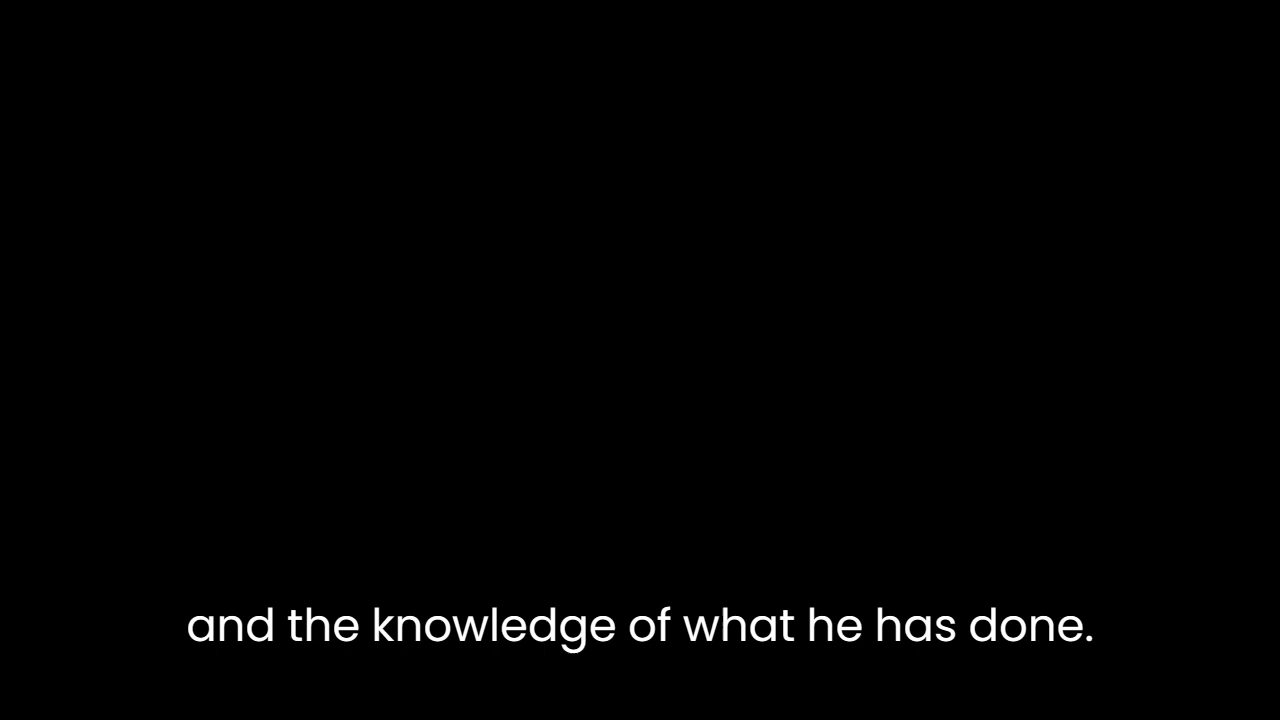 and the knowledge of what he has done.